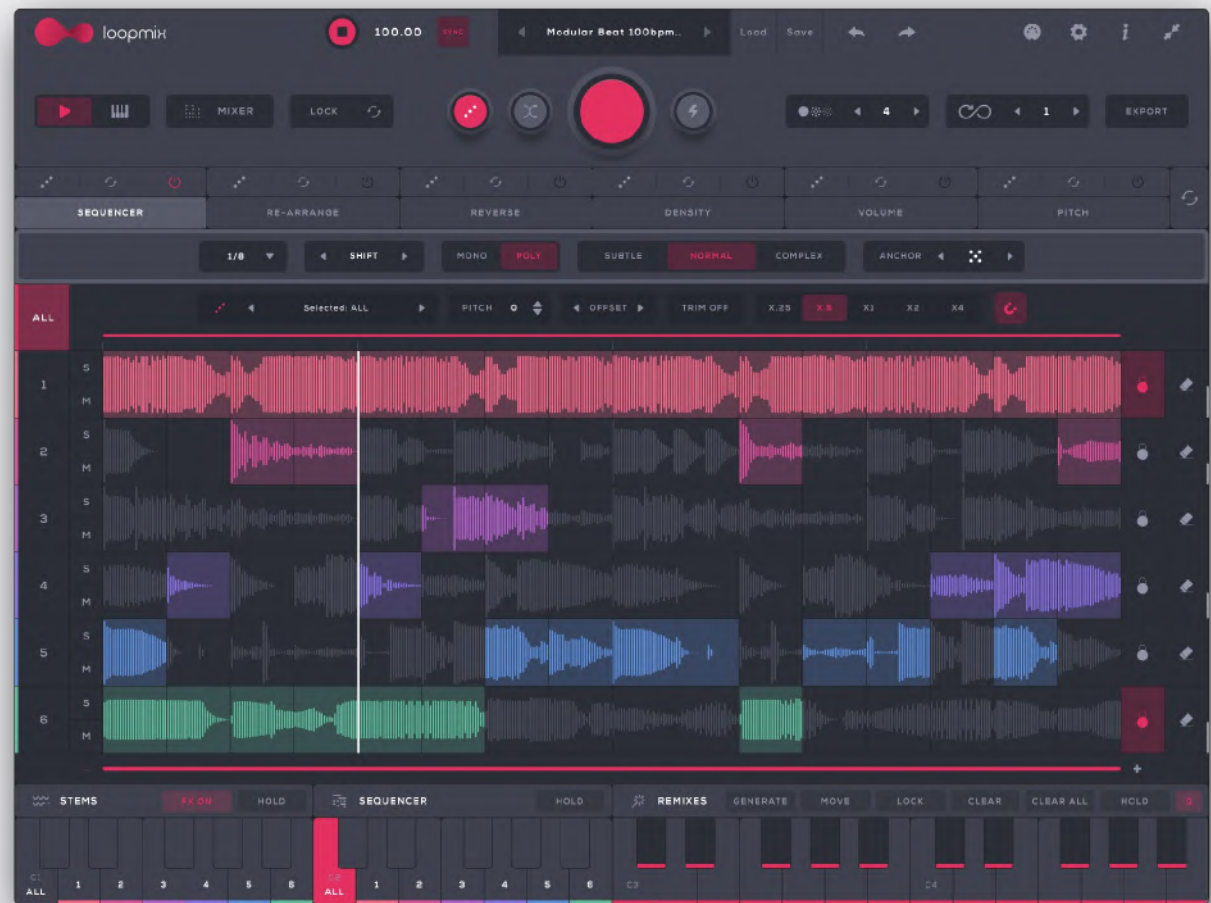 loopmix 100.00 SYNC Modular Beat 100bpm.. Load Save i
MIXER LOCK 4 1 EXPORT
SEQUENCER RE-ARRANGE REVERSE DENSITY VOLUME PITCH
1/8 SHIFT MONO POLY SUBTLE NORMAL COMPLEX ANCHOR
ALL Selected: ALL PITCH 0 OFFSET TRIM OFF X.25 X.5 X1 X2 X4
1 S M
2 S M
3 S M
4 S M
5 S M
6 S M
+
STEMS FX ON HOLD SEQUENCER HOLD REMIXES GENERATE MOVE LOCK CLEAR CLEAR ALL HOLD
C1 C2 C3 C4
ALL 1 2 3 4 5 6 ALL 1 2 3 4 5 6